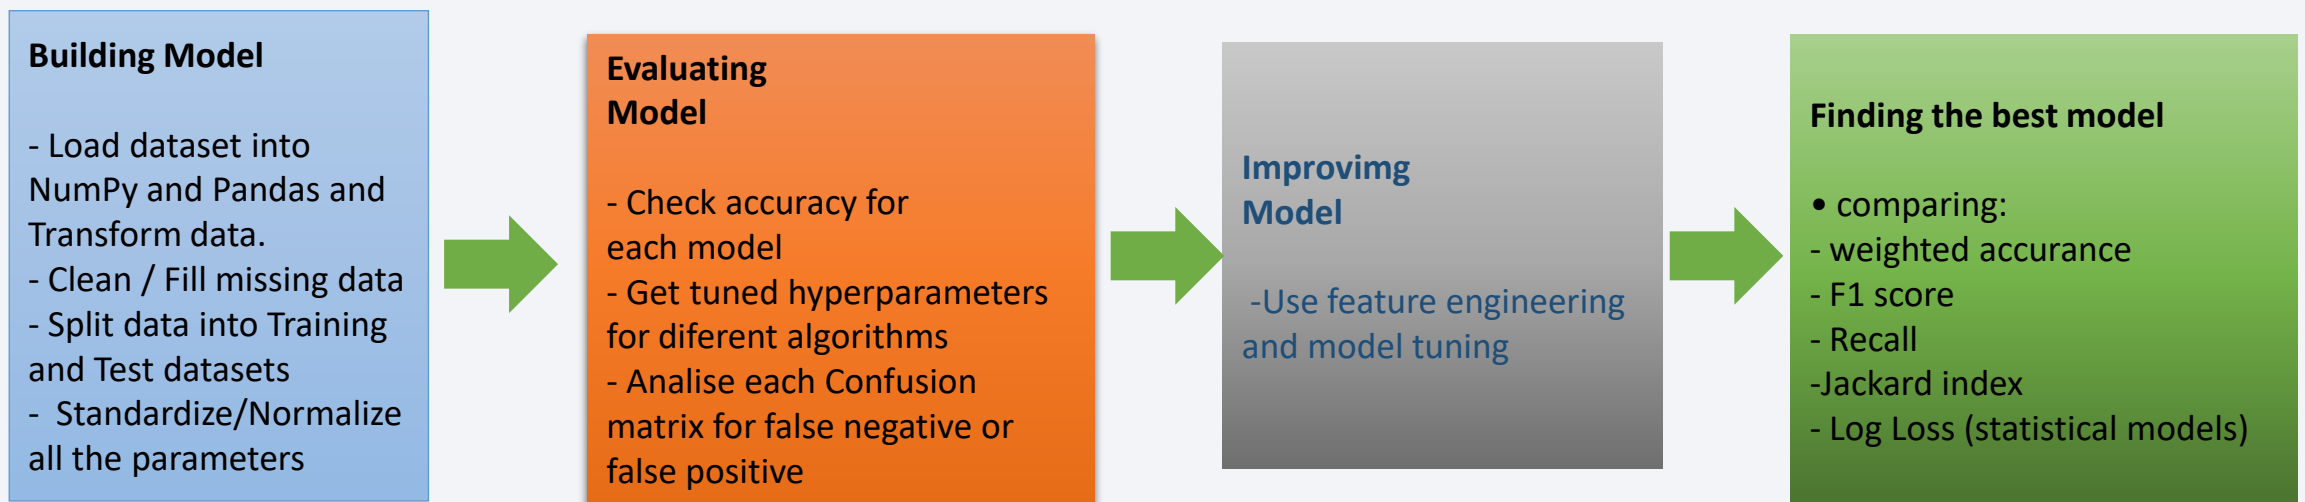 Building Model
- Load dataset into
NumPy and Pandas and
Transform data.
- Clean / Fill missing data
- Split data into Training
and Test datasets
-  Standardize/Normalize
all the parameters
Evaluating
Model
- Check accuracy for
each model
- Get tuned hyperparameters
for diferent algorithms
- Analise each Confusion
matrix for false negative or
false positive
Improvimg
Model
-Use feature engineering
and model tuning
Finding the best model
• comparing:
- weighted accurance
- F1 score
- Recall
-Jackard index
- Log Loss (statistical models)